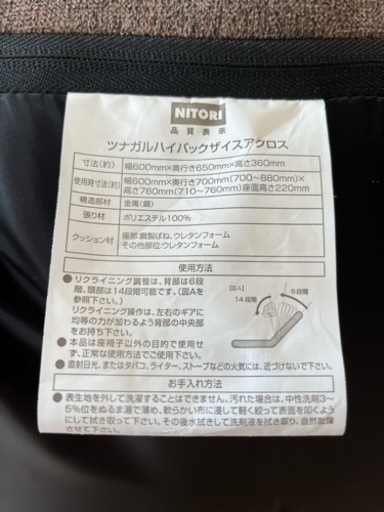 NITORI
品質表示
ツナガルハイバックザイスアクロス
寸法(約) 幅600mm×奥行き650mm×高さ360mm
使用時寸法(約) 幅600mm×奥行き700mm(700〜880mm)×
高さ760mm(710〜760mm)座面高さ220mm
構造部材 金属(鋼)
張り材 ポリエステル100%
クッション材 座部:鋼製ばね、ウレタンフォーム
その他部位:ウレタンフォーム
使用方法
●リクライニング調整は、背部は6段
階、頭部は14段階可能です。(図Aを
参照下さい。)
リクライニング操作は、左右のギアに
均等の力が加わるよう背部の中央部
をお持ち下さい。
【図A】
14段階
6段階
●本品は座椅子以外の目的で使用せ
ず、正常な使用でご愛用下さい。
●直射日光、またはタバコ、ライター、ストーブなどの火気には、近づけないで下さい。
お手入れ方法
●表生地を外して洗濯することはできません。汚れた場合は、中性洗剤3〜
5%位をぬるま湯で薄め、軟らかい布に浸して軽く絞って表面を叩くように
して汚れを拭き取って下さい。その後水拭きして洗剤液を拭き取り、自然乾燥
させて下さい。